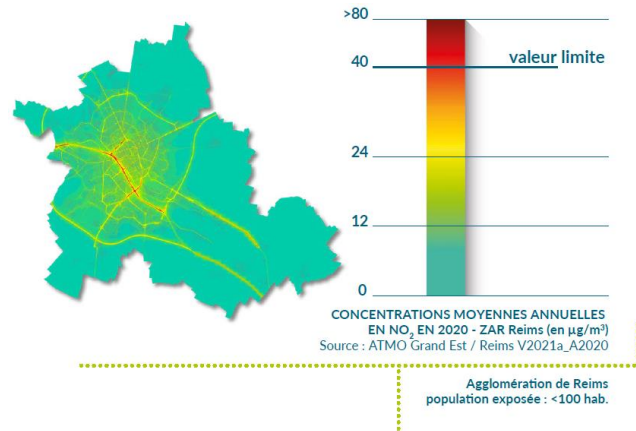 >80
valeur limite
40
24
12
0
CONCENTRATIONS MOYENNES ANNUELLES
EN NO₂ EN 2020 - ZAR Reims (en µg/m³)
Source : ATMO Grand Est / Reims V2021a_A2020
Agglomération de Reims
population exposée : <100 hab.